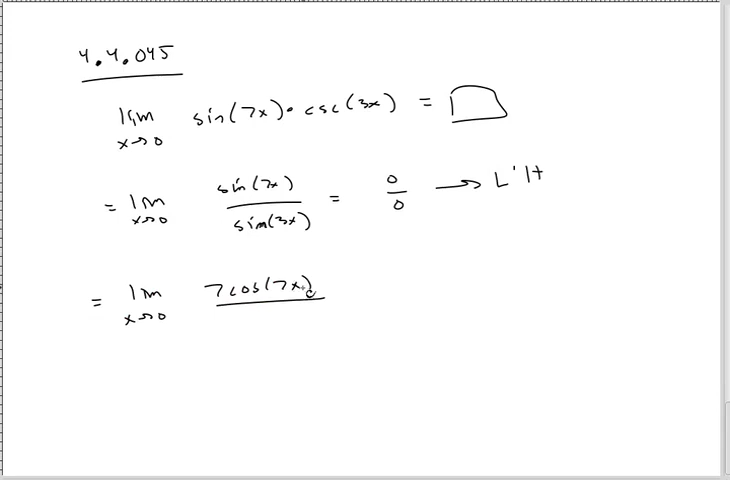 4.4.045
lim x→0 sin(7x)·csc(3x) =
= lim x→0 sin(7x)/sin(3x) = 0/0 → L'H
= lim x→0 7cos(7x)